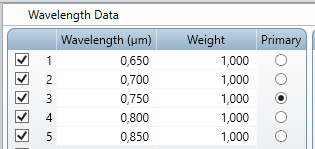 Wavelength Data
Wavelength (µm) Weight Primary
1 0,650 1,000
2 0,700 1,000
3 0,750 1,000
4 0,800 1,000
5 0,850 1,000